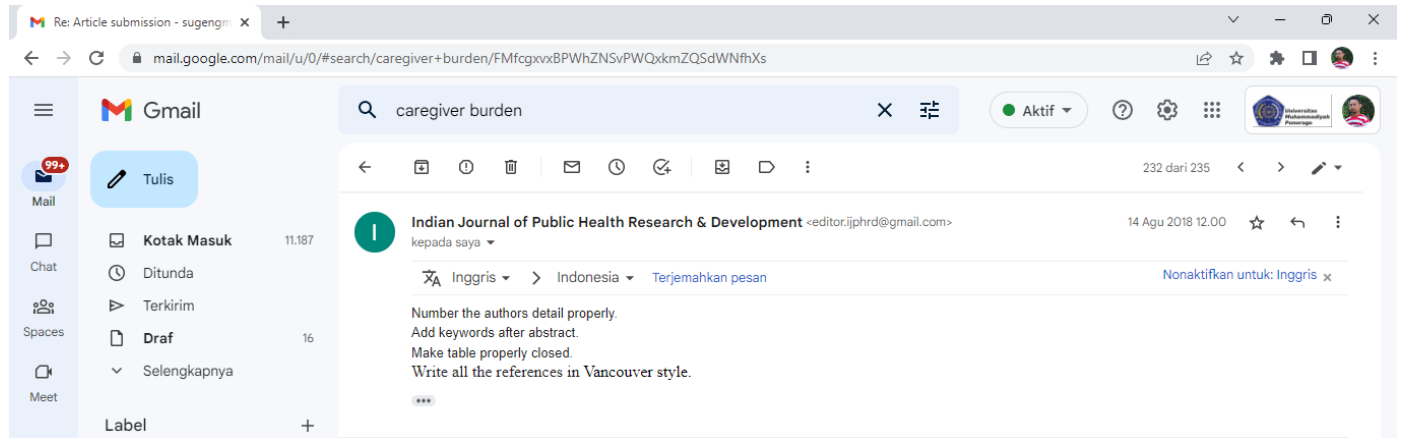 Re: Article submission - sugengm
mail.google.com/mail/u/0/#search/caregiver+burden/FMfcgxvxBPWhZNSvPWQxkmZQSdWNfhXs
Gmail
caregiver burden
Aktif
Universitas
Muhammadiyah
Ponorogo
99+
Mail
Chat
Spaces
Meet
Tulis
Kotak Masuk 11.187
Ditunda
Terkirim
Draf 16
Selengkapnya
Label
232 dari 235
Indian Journal of Public Health Research & Development <editor.ijphrd@gmail.com> 14 Agu 2018 12.00
kepada saya
Inggris > Indonesia Terjemahkan pesan Nonaktifkan untuk: Inggris x
Number the authors detail properly.
Add keywords after abstract.
Make table properly closed.
Write all the references in Vancouver style.